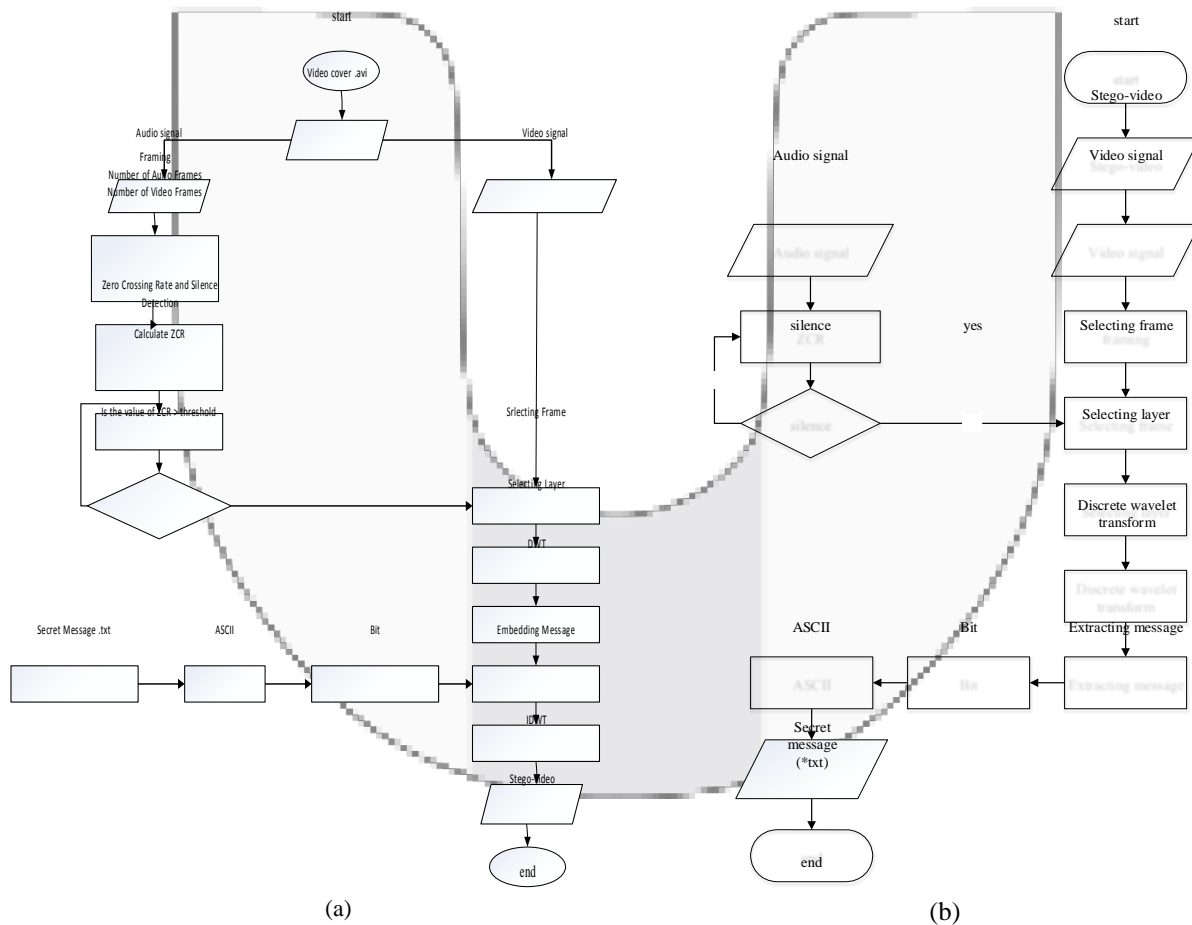 start
Video cover .avi
Audio signal
Video signal
Framing
Number of Audio Frames
Number of Video Frames
Zero Crossing Rate and Silence
Detection
Calculate ZCR
Is the value of ZCR > threshold
Srlecting Frame
Selecting Layer
DWT
Secret Message .txt
ASCII
Bit
Embedding Message
IDWT
Stego-video
end
(a)
start
start
Stego-video
Video signal
Stego-video
Audio signal
Audio signal
Video signal
silence
ZCR
yes
Selecting frame
framing
silence
Selecting layer
Selecting frame
Discrete wavelet
transform
Selecting layer
Discrete wavelet
transform
Extracting message
Extracting message
Bit
Bit
ASCII
ASCII
Secret
message
(*txt)
end
(b)